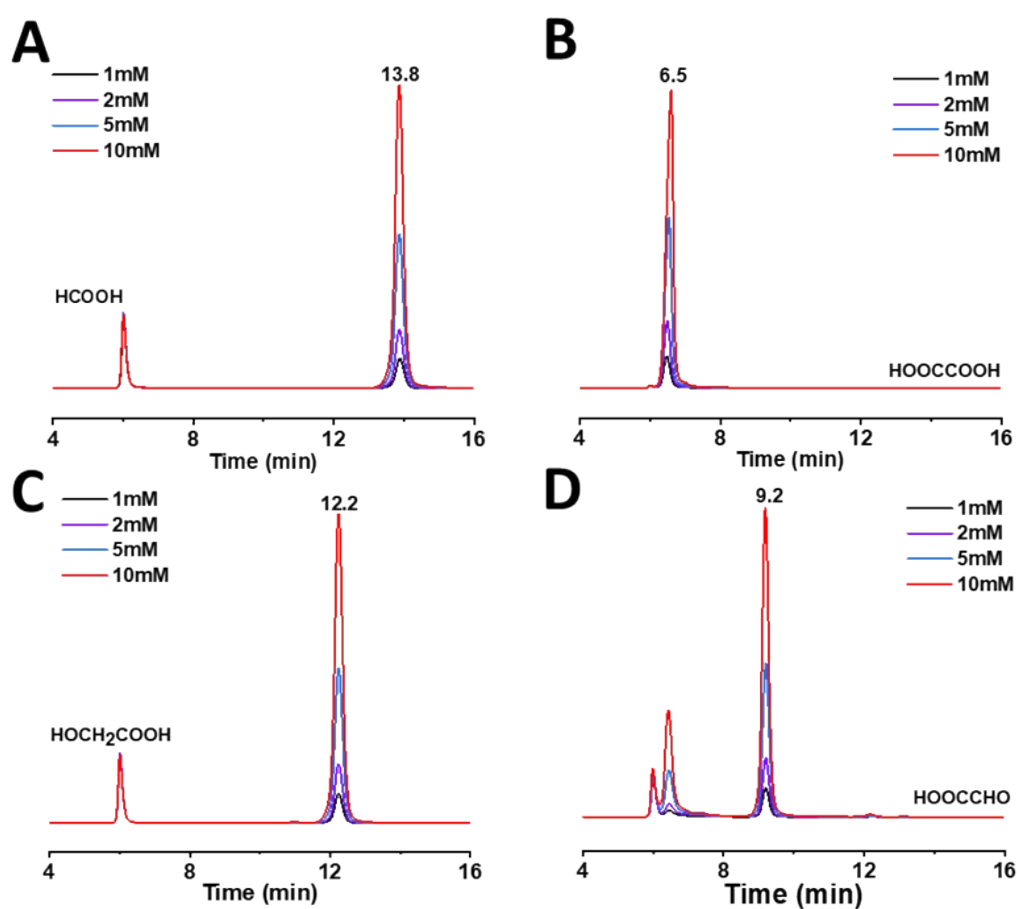 A
1mM
2mM
5mM
10mM
13.8
HCOOH
4 8 12 16
Time (min)
B
6.5
1mM
2mM
5mM
10mM
HOOCCOOH
4 8 12 16
Time (min)
C
1mM
2mM
5mM
10mM
12.2
HOCH2COOH
4 8 12 16
Time (min)
D
9.2
1mM
2mM
5mM
10mM
HOOCCHO
4 8 12 16
Time (min)